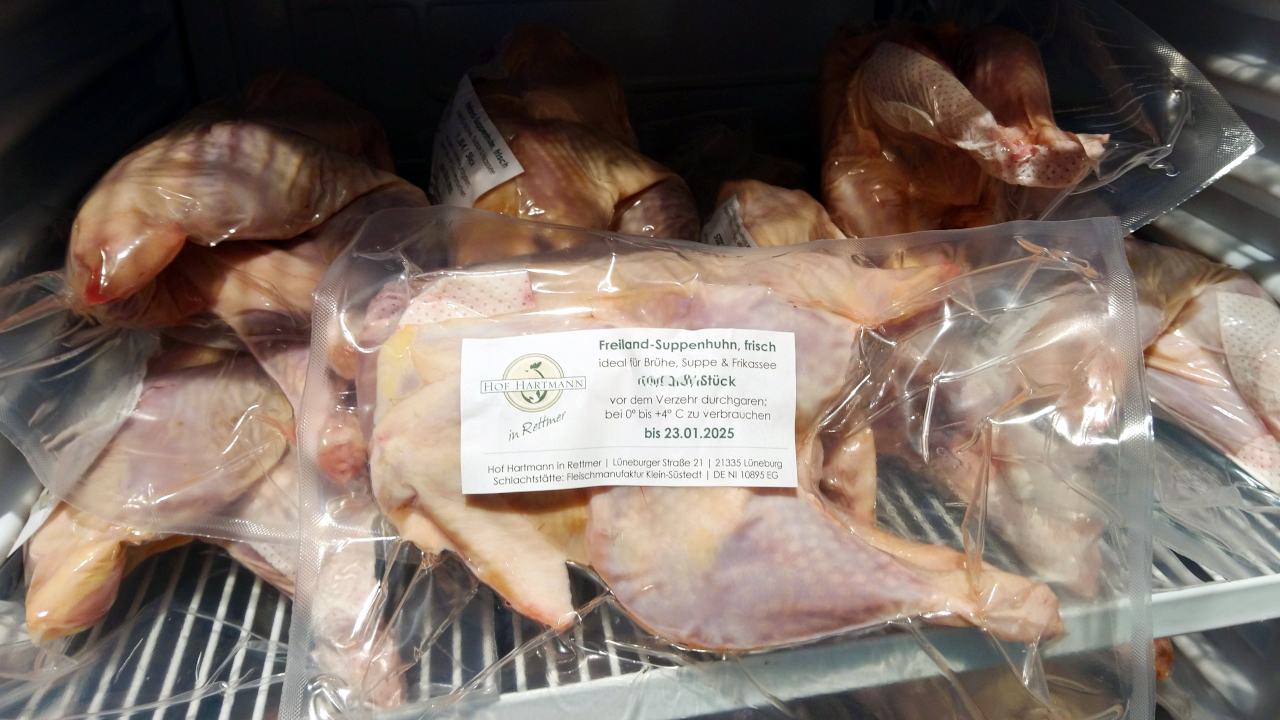 Freiland-Suppenhuhn, frisch
ideal für Brühe, Suppe & Frikassee
Stück
vor dem Verzehr durchgaren;
bei 0° bis +4° C zu verbrauchen
bis 23.01.2025
HOF HARTMANN
in Rettmer
Hof Hartmann in Rettmer | Lüneburger Straße 21 | 21335 Lüneburg
Schlachtstätte: Fleischmanufaktur Klein-Süstedt | DE NI 10895 EG